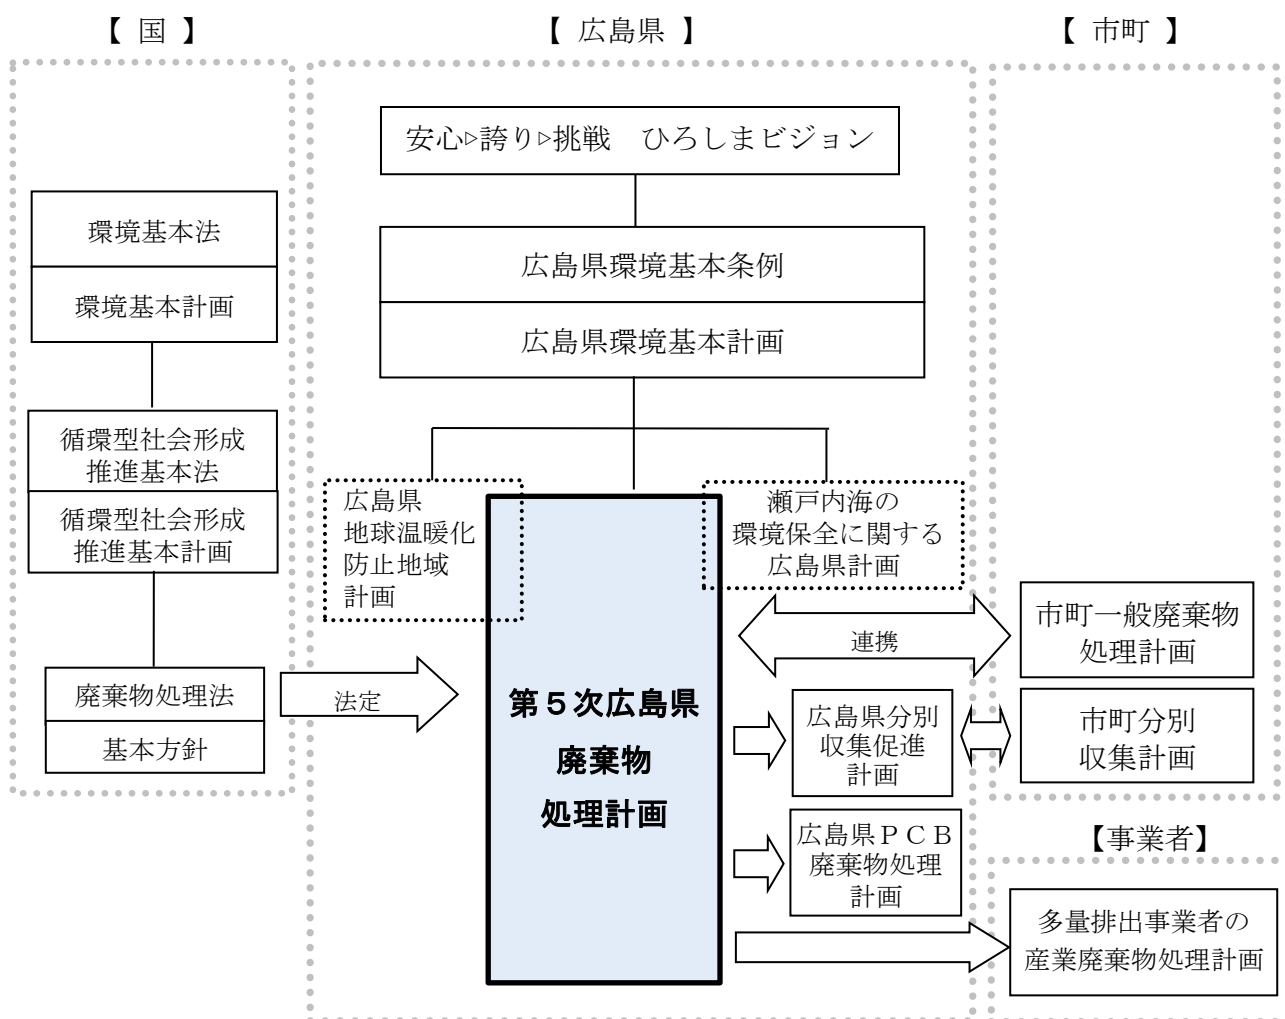 【 国 】
【 広島県 】
【 市町 】
安心▷誇り▷挑戦　ひろしまビジョン
環境基本法
環境基本計画
広島県環境基本条例
広島県環境基本計画
循環型社会形成
推進基本法
循環型社会形成
推進基本計画
広島県
地球温暖化
防止地域
計画
瀬戸内海の
環境保全に関する
広島県計画
廃棄物処理法
基本方針
法定
第５次広島県
廃棄物
処理計画
連携
市町一般廃棄物
処理計画
広島県分別
収集促進
計画
市町分別
収集計画
広島県ＰＣＢ
廃棄物処理
計画
【事業者】
多量排出事業者の
産業廃棄物処理計画